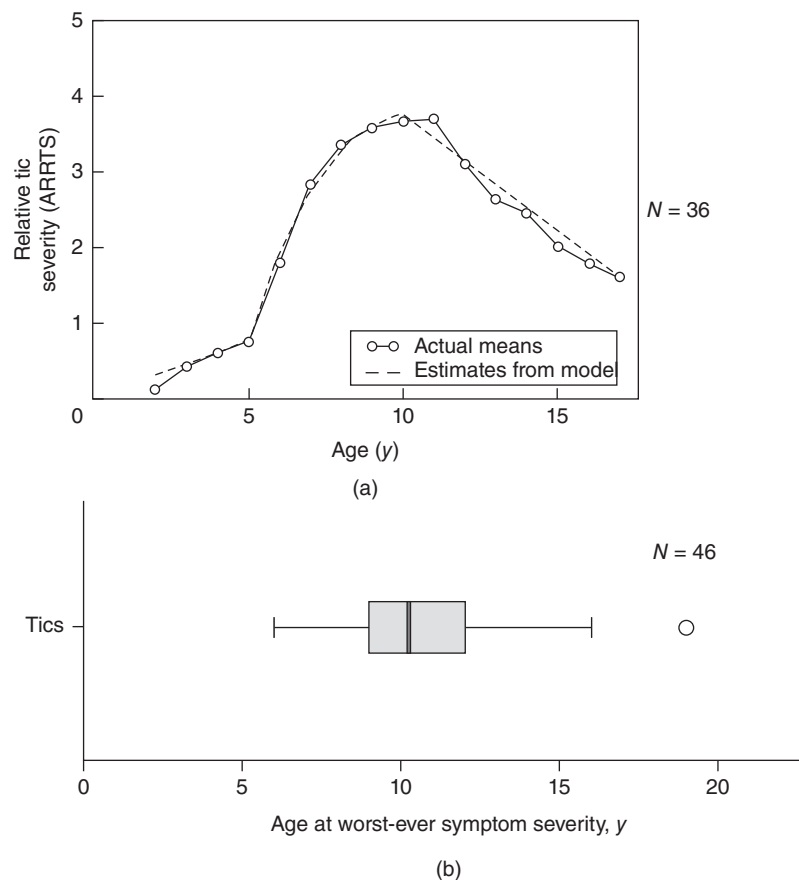 5
4
3
2
1
0
Relative tic
severity (ARRTS)
N = 36
Actual means
Estimates from model
5
10
15
Age (y)
(a)
N = 46
Tics
0
5
10
15
20
Age at worst-ever symptom severity, y
(b)